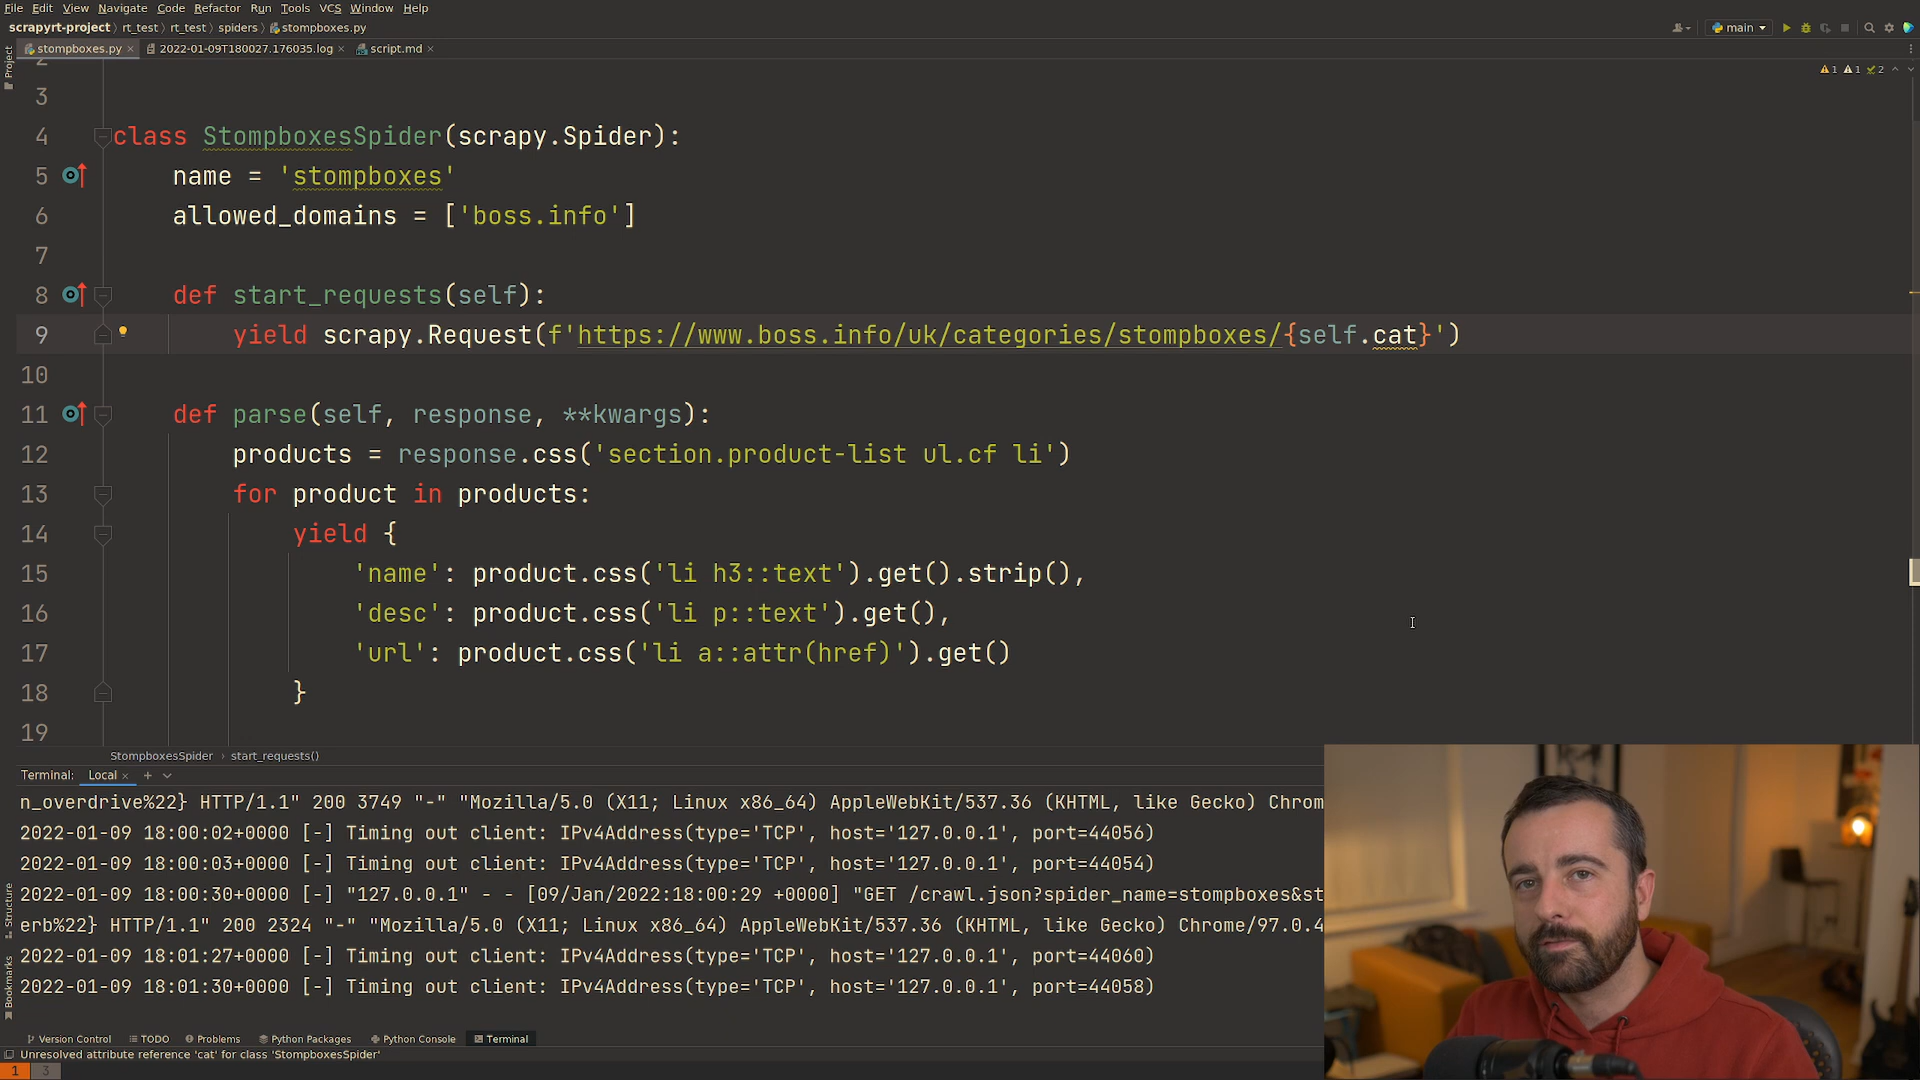 File Edit View Navigate Code Refactor Run Tools VCS Window Help
scrapyrt-project › rt_test › rt_test › spiders › stompboxes.py
main
stompboxes.py × 2022-01-09T180027.176035.log × script.md ×
Project
1 1 2
2
3
4 class StompboxesSpider(scrapy.Spider):
5 name = 'stompboxes'
6 allowed_domains = ['boss.info']
7
8 def start_requests(self):
9 yield scrapy.Request(f'https://www.boss.info/uk/categories/stompboxes/{self.cat}')
10
11 def parse(self, response, **kwargs):
12 products = response.css('section.product-list ul.cf li')
13 for product in products:
14 yield {
15 'name': product.css('li h3::text').get().strip(),
16 'desc': product.css('li p::text').get(),
17 'url': product.css('li a::attr(href)').get()
18 }
19
StompboxesSpider › start_requests()
Terminal: Local × +
n_overdrive%22} HTTP/1.1" 200 3749 "-" "Mozilla/5.0 (X11; Linux x86_64) AppleWebKit/537.36 (KHTML, like Gecko) Chrom
2022-01-09 18:00:02+0000 [-] Timing out client: IPv4Address(type='TCP', host='127.0.0.1', port=44056)
2022-01-09 18:00:03+0000 [-] Timing out client: IPv4Address(type='TCP', host='127.0.0.1', port=44054)
2022-01-09 18:00:30+0000 [-] "127.0.0.1" - - [09/Jan/2022:18:00:29 +0000] "GET /crawl.json?spider_name=stompboxes&st
erb%22} HTTP/1.1" 200 2324 "-" "Mozilla/5.0 (X11; Linux x86_64) AppleWebKit/537.36 (KHTML, like Gecko) Chrome/97.0.4
2022-01-09 18:01:27+0000 [-] Timing out client: IPv4Address(type='TCP', host='127.0.0.1', port=44060)
2022-01-09 18:01:30+0000 [-] Timing out client: IPv4Address(type='TCP', host='127.0.0.1', port=44058)
Structure
Bookmarks
Version Control TODO Problems Python Packages Python Console Terminal
Unresolved attribute reference 'cat' for class 'StompboxesSpider'
1 3